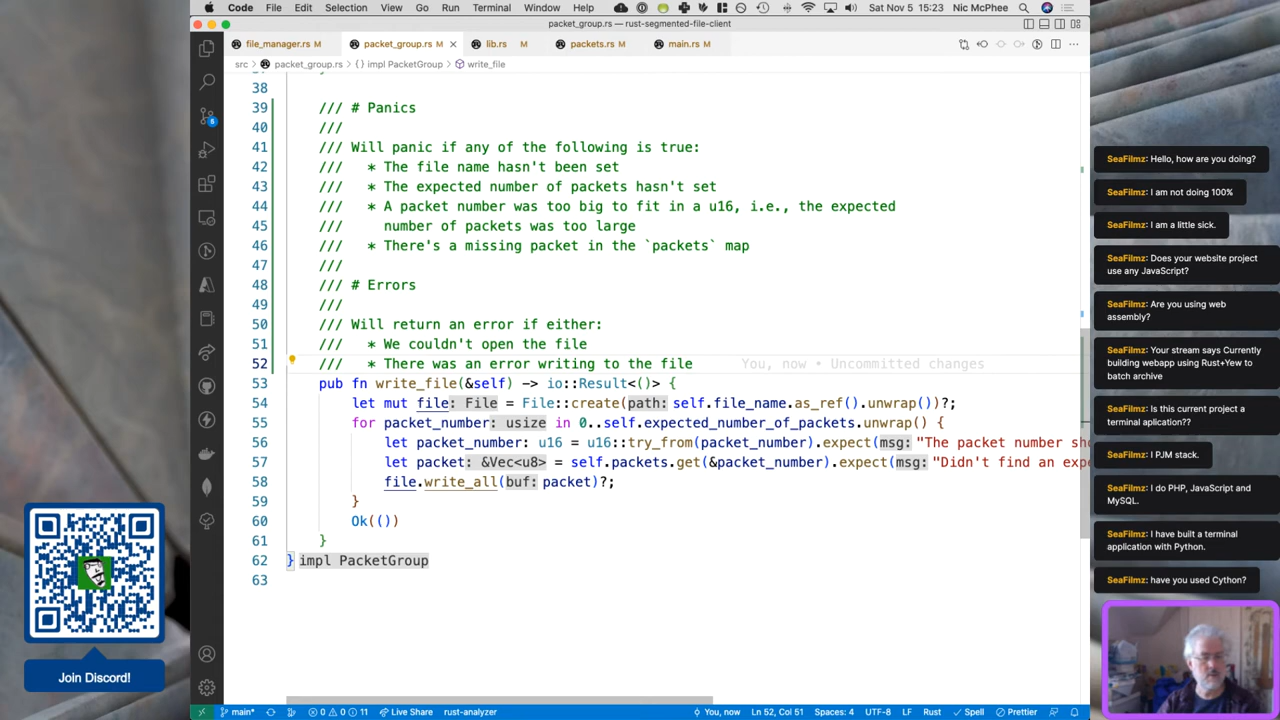 Code File Edit Selection View Go Run Terminal Window Help Sat Nov 5 15:23 Nic McPhee
packet_group.rs — rust-segmented-file-client
file_manager.rs M packet_group.rs M lib.rs M packets.rs M main.rs M
src packet_group.rs impl PacketGroup write_file
38
39 /// # Panics
40 ///
41 /// Will panic if any of the following is true:
42 /// * The file name hasn't been set
43 /// * The expected number of packets hasn't set
44 /// * A packet number was too big to fit in a u16, i.e., the expected
45 /// number of packets was too large
46 /// * There's a missing packet in the `packets` map
47 ///
48 /// # Errors
49 ///
50 /// Will return an error if either:
51 /// * We couldn't open the file
52 /// * There was an error writing to the file You, now • Uncommitted changes
53 pub fn write_file(&self) -> io::Result<()> {
54 let mut file: File = File::create(path: self.file_name.as_ref().unwrap())?;
55 for packet_number: usize in 0..self.expected_number_of_packets.unwrap() {
56 let packet_number: u16 = u16::try_from(packet_number).expect(msg: "The packet number sho
57 let packet: &Vec<u8> = self.packets.get(&packet_number).expect(msg: "Didn't find an expe
58 file.write_all(buf: packet)?;
59 }
60 Ok(())
61 }
62 } impl PacketGroup
63
main* 0 0 11 Live Share rust-analyzer You, now Ln 52, Col 51 Spaces: 4 UTF-8 LF Rust Spell Prettier
5
Join Discord!
SeaFilmz: Hello, how are you doing?
SeaFilmz: I am not doing 100%
SeaFilmz: I am a little sick.
SeaFilmz: Does your website project
use any JavaScript?
SeaFilmz: Are you using web
assembly?
SeaFilmz: Your stream says Currently
building webapp using Rust+Yew to
batch archive
SeaFilmz: Is this current project a
terminal aplication??
SeaFilmz: I PJM stack.
SeaFilmz: I do PHP, JavaScript and
MySQL.
SeaFilmz: I have built a terminal
application with Python.
SeaFilmz: have you used Cython?